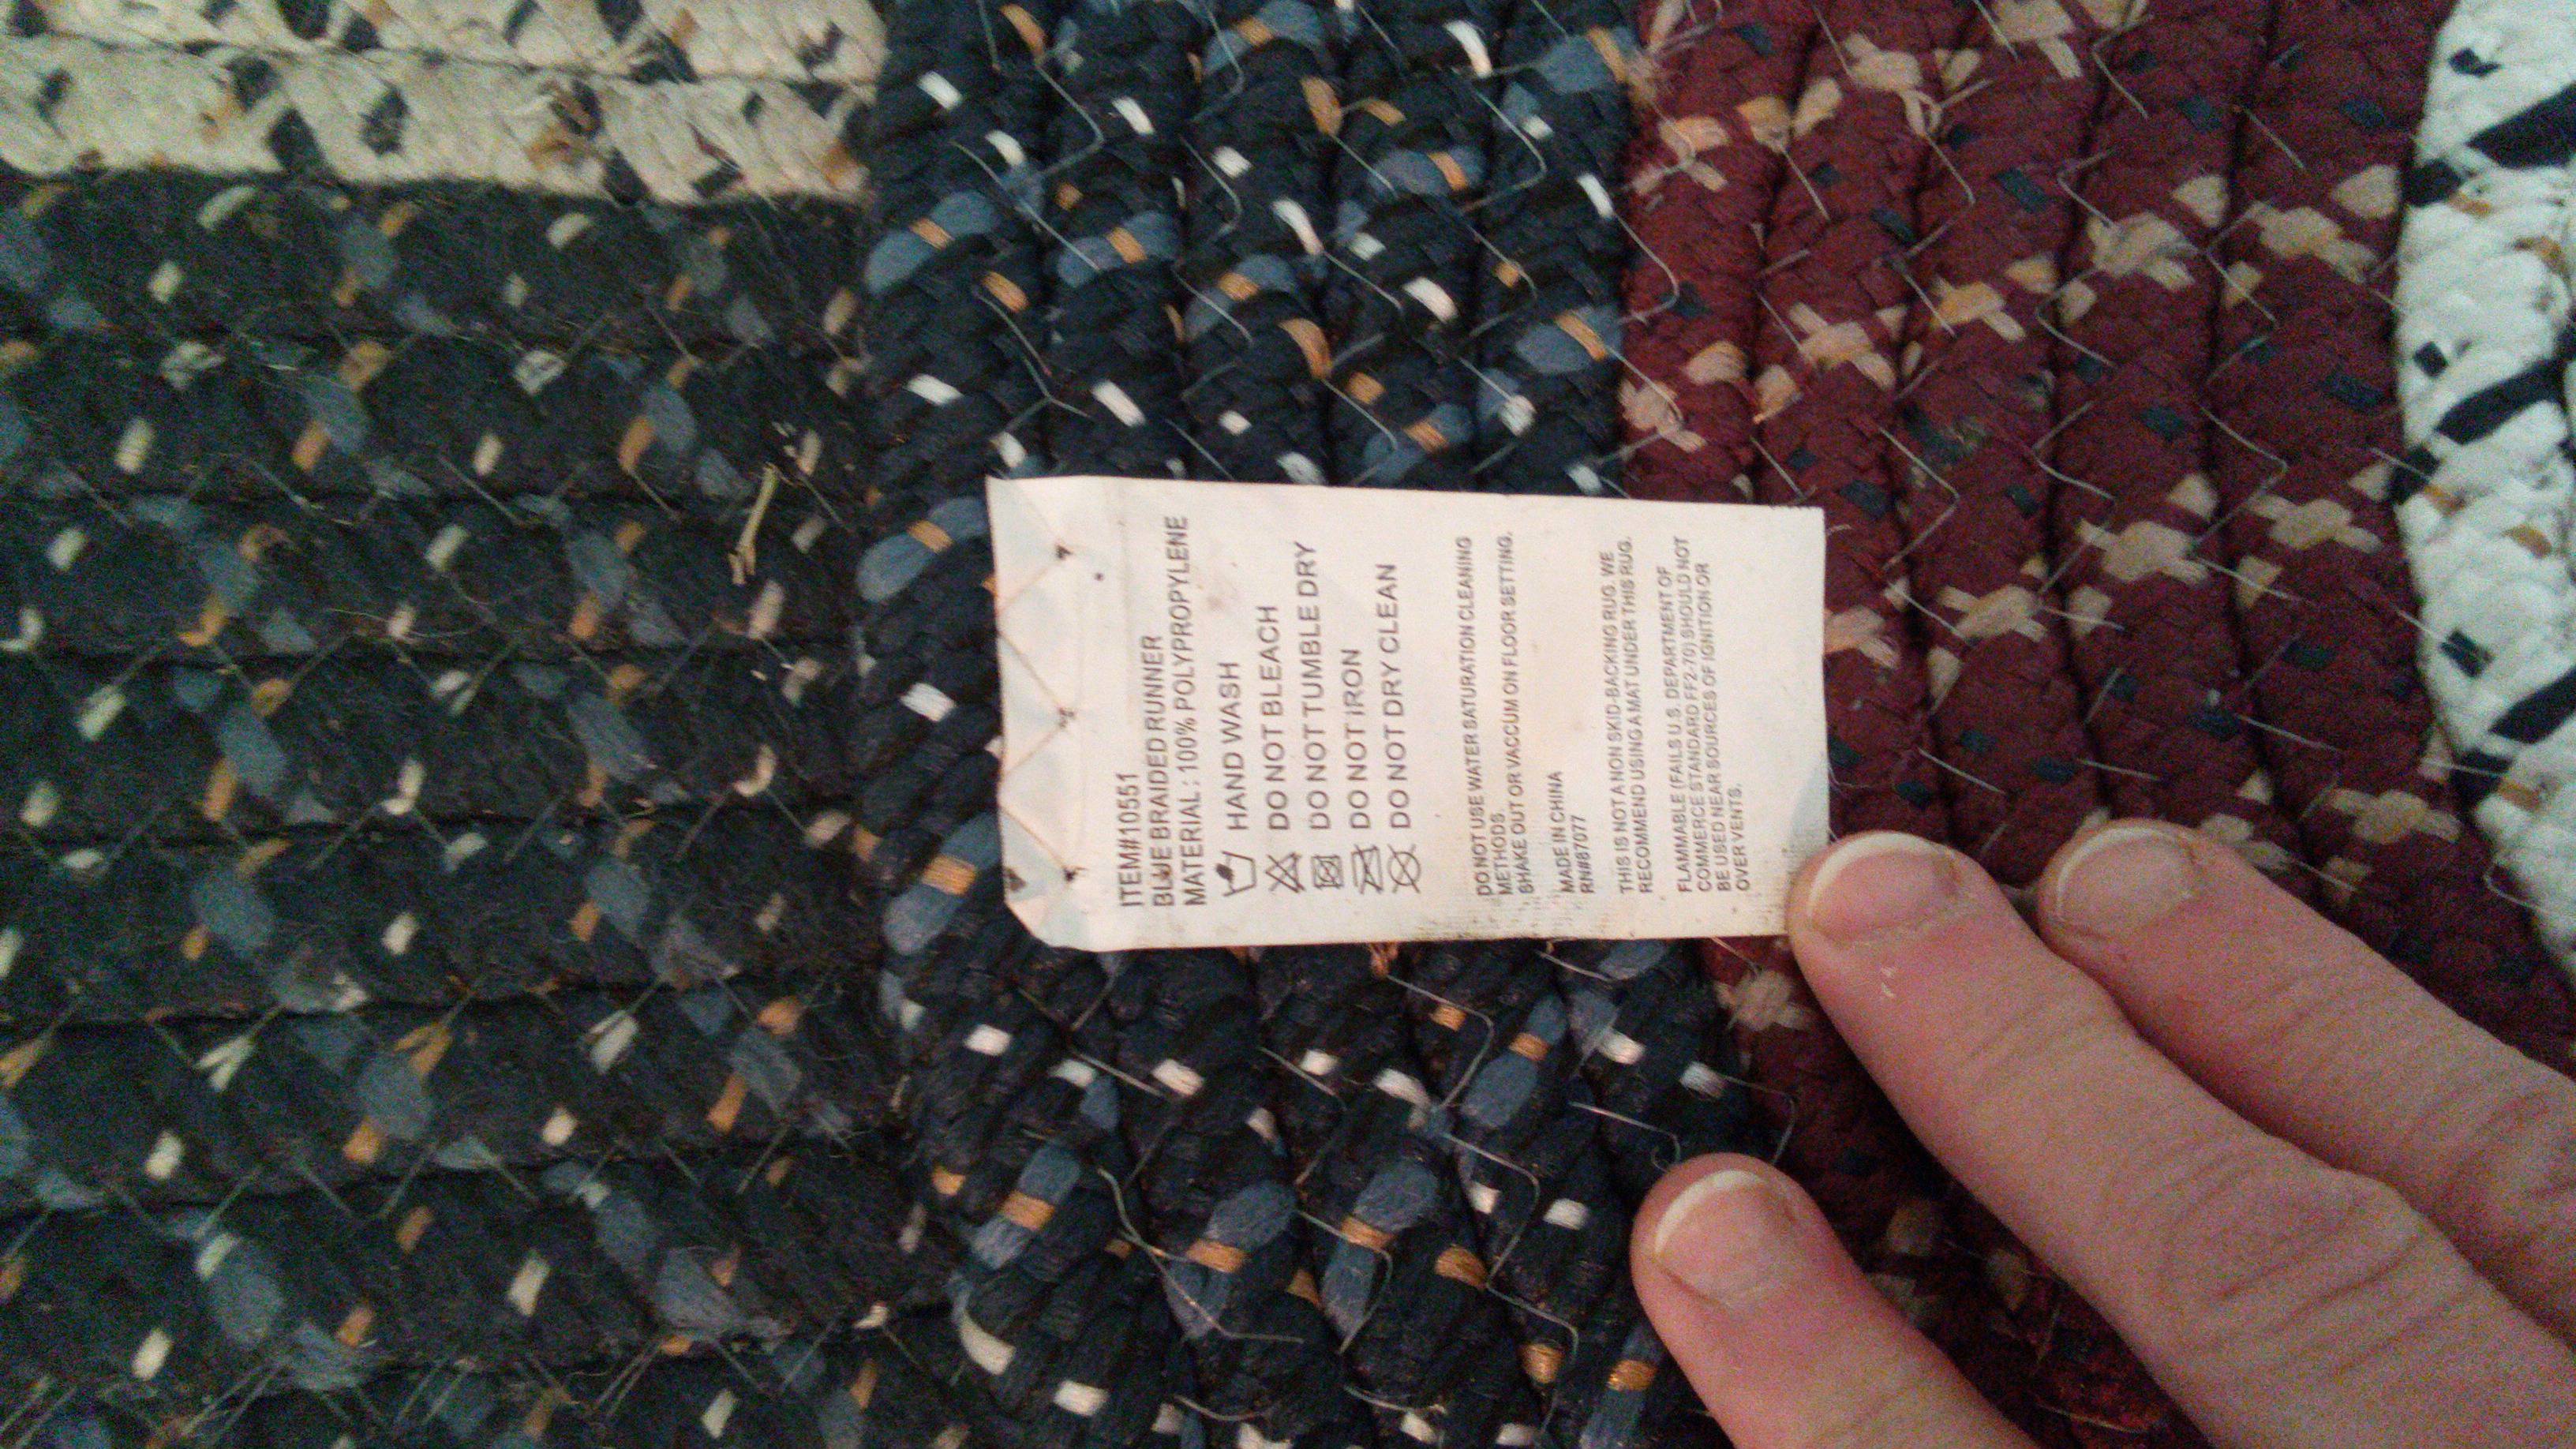 ITEM#10551
BLUE BRAIDED RUNNER
MATERIAL : 100% POLYPROPYLENE
HAND WASH
DO NOT BLEACH
DO NOT TUMBLE DRY
DO NOT IRON
DO NOT DRY CLEAN
DO NOT USE WATER SATURATION CLEANING
METHODS.
SHAKE OUT OR VACCUM ON FLOOR SETTING.
MADE IN CHINA
RN#87077
THIS IS NOT A NON SKID-BACKING RUG. WE
RECOMMEND USING A MAT UNDER THIS RUG.
FLAMMABLE (FAILS U.S. DEPARTMENT OF
COMMERCE STANDARD FF2-70) SHOULD NOT
BE USED NEAR SOURCES OF IGNITION OR
OVER VENTS.